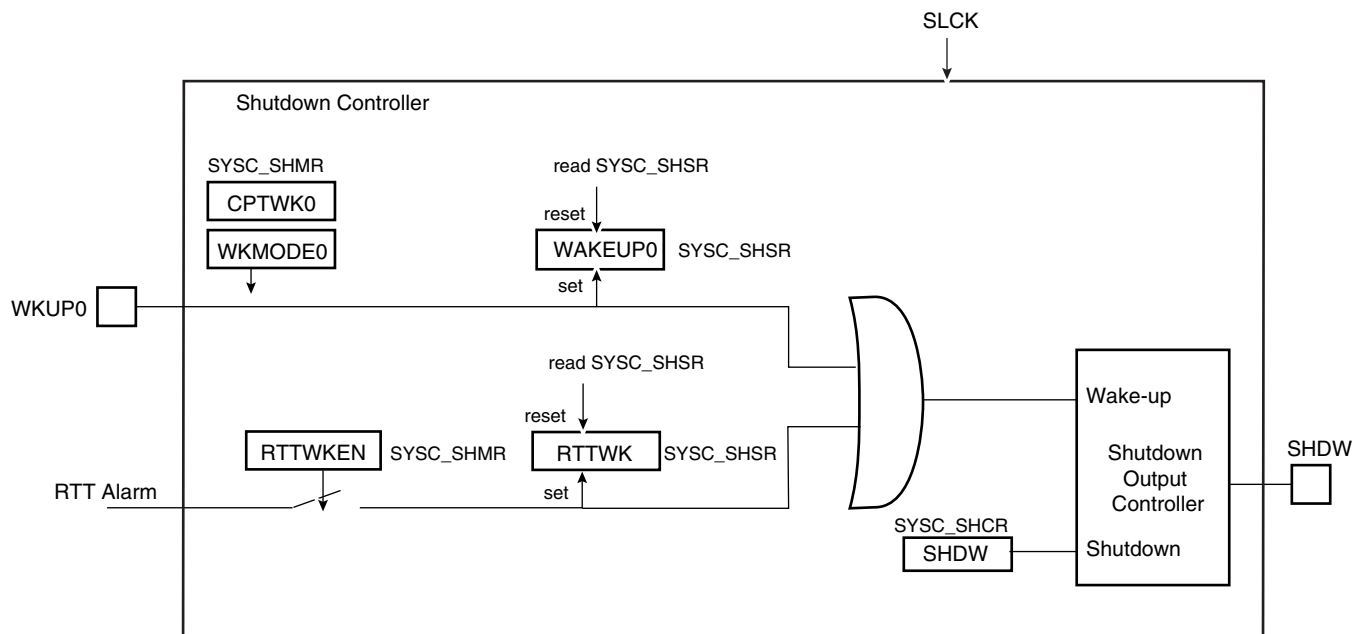 SLCK
Shutdown Controller
SYSC_SHMR
CPTWK0
WKMODE0
read SYSC_SHSR
reset
WAKEUP0
SYSC_SHSR
set
WKUP0
read SYSC_SHSR
reset
RTTWKEN
SYSC_SHMR
RTTWK
SYSC_SHSR
set
RTT Alarm
Wake-up
Shutdown
Output
Controller
SHDW
SYSC_SHCR
SHDW
Shutdown